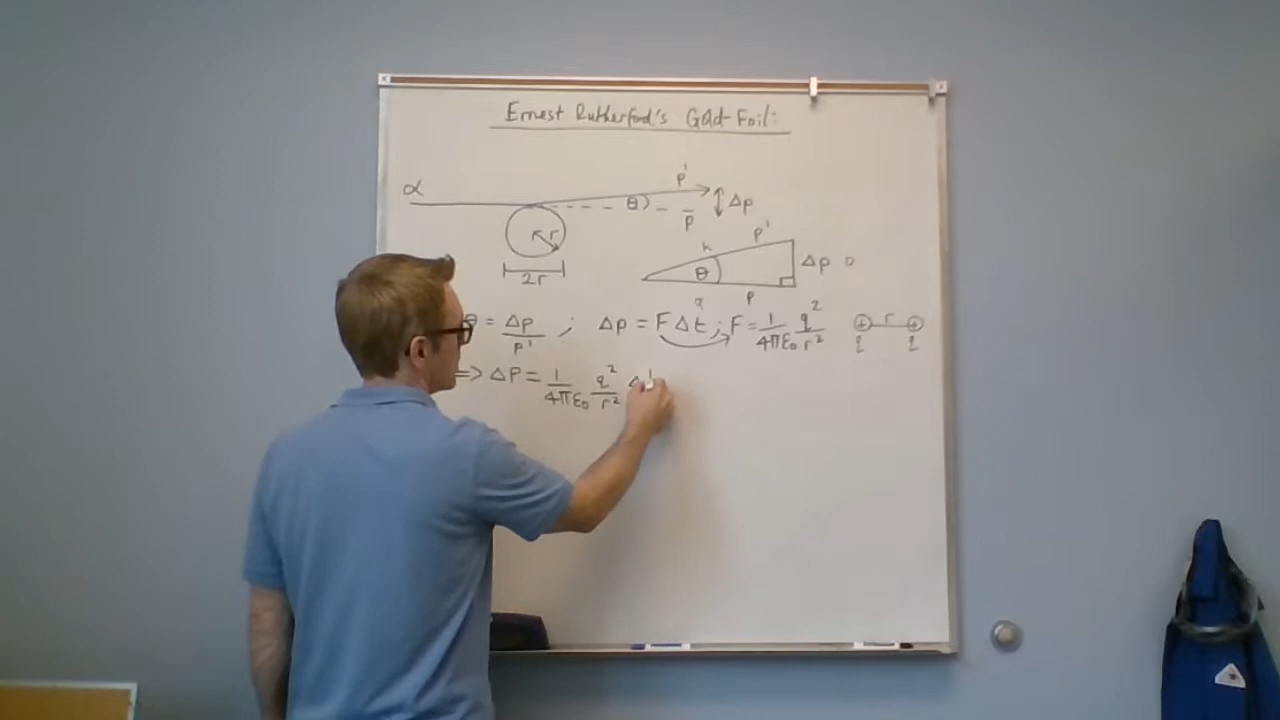 Ernest Rutherford's Gold Foil:
α
p'
θ
p̄
Δp
r
2r
h
p'
θ
Δp o
a
p
θ = Δp/p' ; Δp = FΔt ; F = 1/4πε₀ q²/r²
⊕ r ⊕
q q
=> Δp = 1/4πε₀ q²/r² Δ